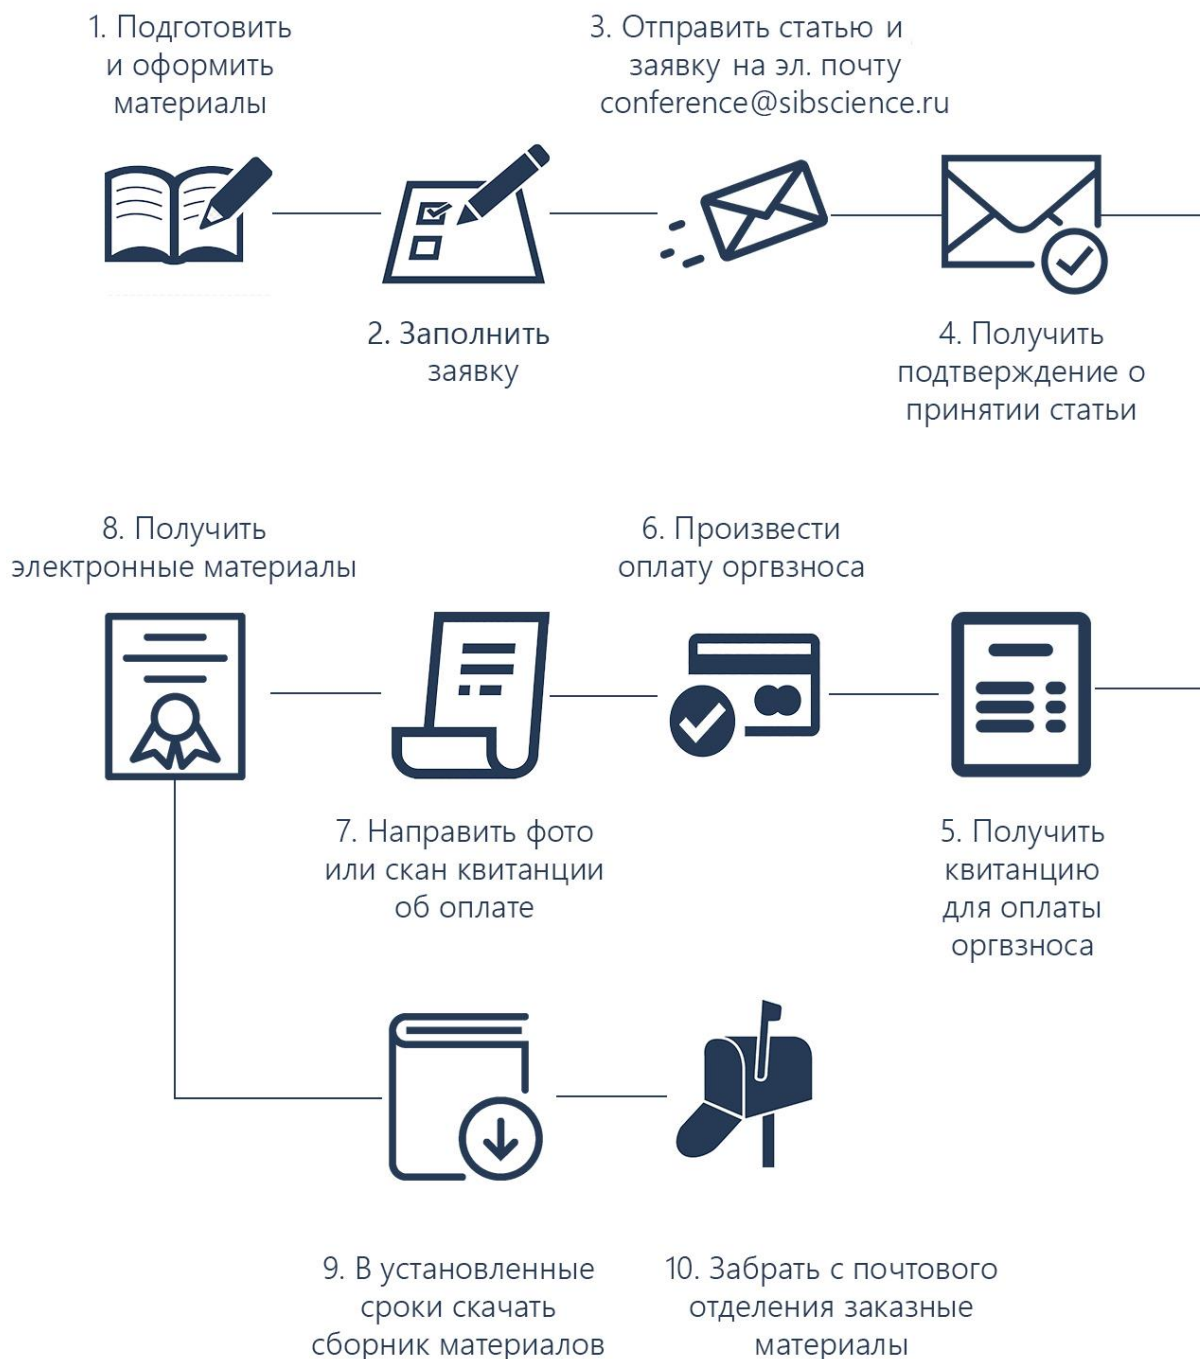 1. Подготовить
и оформить
материалы
2. Заполнить
заявку
3. Отправить статью и
заявку на эл. почту
conference@sibscience.ru
4. Получить
подтверждение о
принятии статьи
5. Получить
квитанцию
для оплаты
оргвзноса
6. Произвести
оплату оргвзноса
7. Направить фото
или скан квитанции
об оплате
8. Получить
электронные материалы
9. В установленные
сроки скачать
сборник материалов
10. Забрать с почтового
отделения заказные
материалы